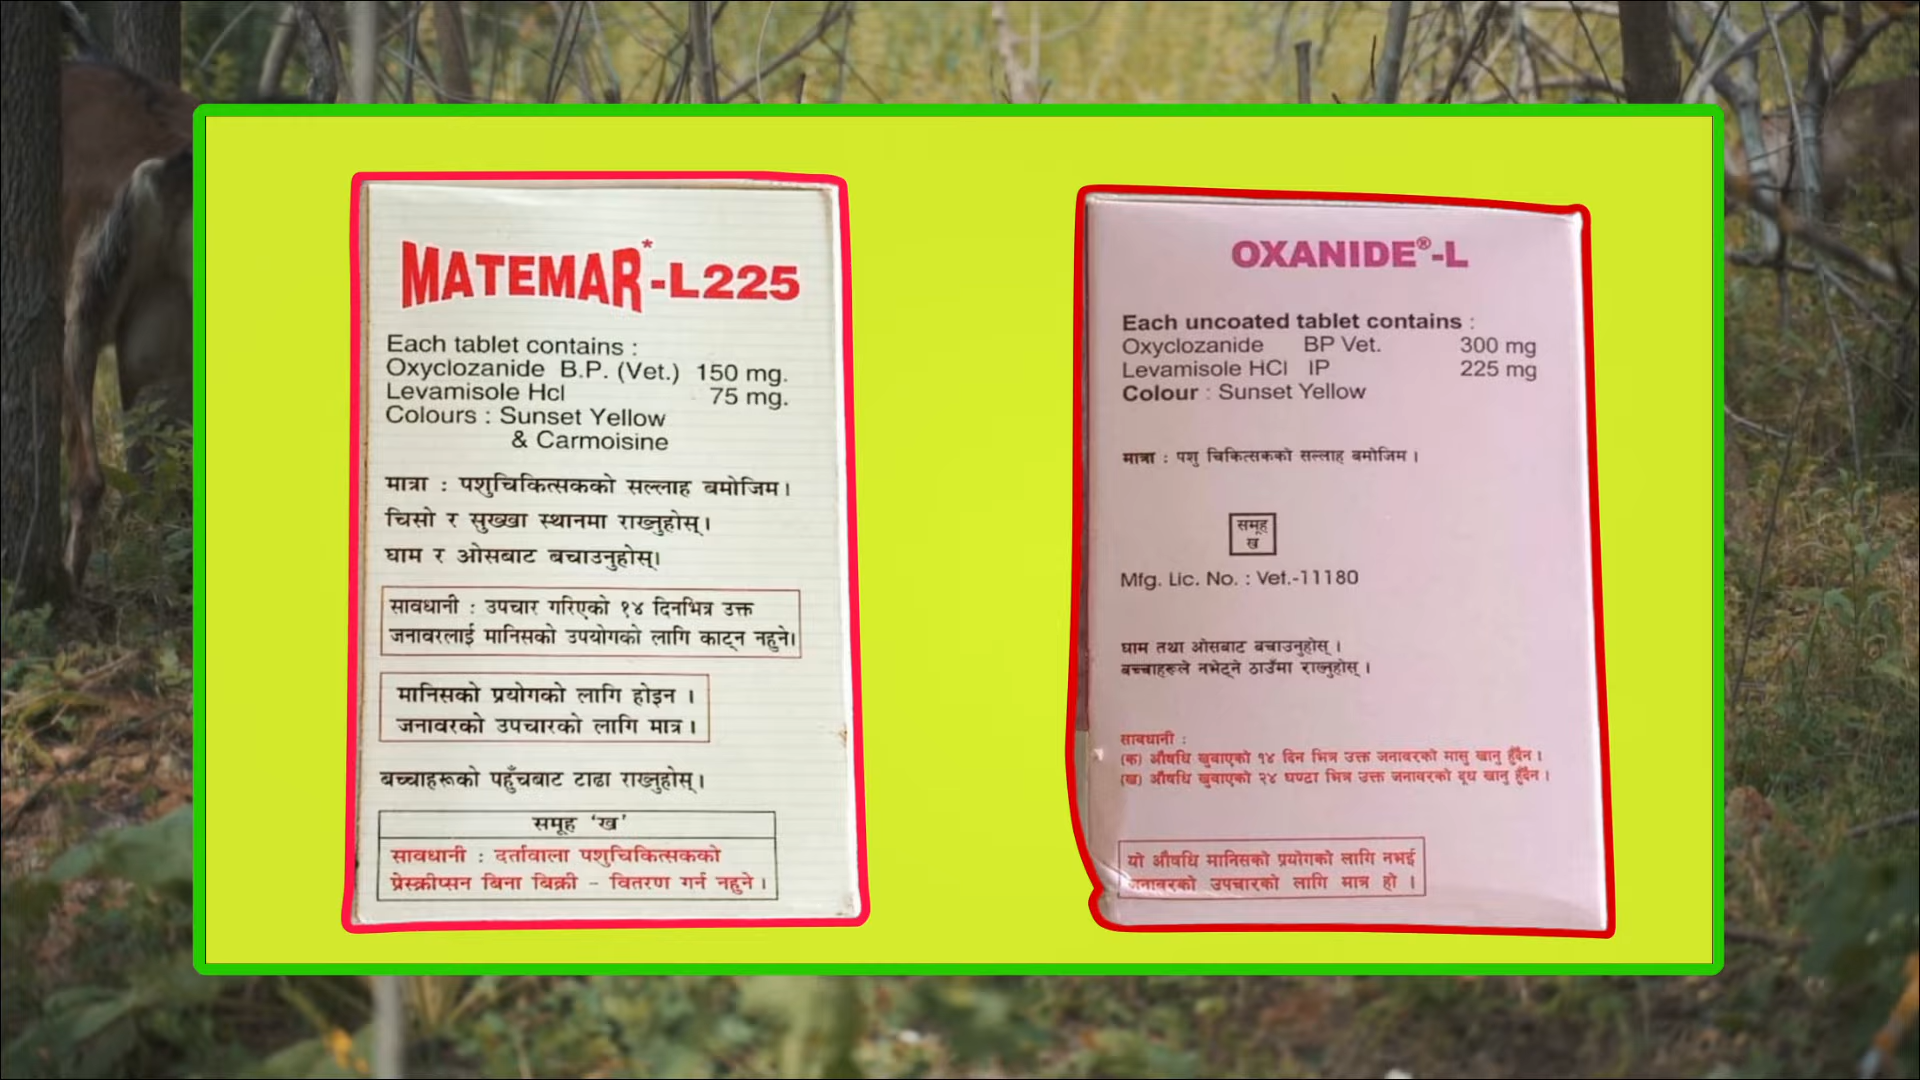 MATEMAR*-L225
Each tablet contains :
Oxyclozanide B.P. (Vet.) 150 mg.
Levamisole Hcl 75 mg.
Colours : Sunset Yellow
& Carmoisine
मात्रा : पशुचिकित्सकको सल्लाह बमोजिम।
चिसो र सुख्खा स्थानमा राख्नुहोस्।
घाम र ओसबाट बचाउनुहोस्।
सावधानी : उपचार गरिएको १४ दिनभित्र उक्त
जनावरलाई मानिसको उपयोगको लागि काट्न नहुने।
मानिसको प्रयोगको लागि होइन ।
जनावरको उपचारको लागि मात्र ।
बच्चाहरूको पहुँचबाट टाढा राख्नुहोस्।
समूह ‘ख’
सावधानी : दर्तावाला पशुचिकित्सकको
प्रेस्क्रीप्सन बिना बिक्री - वितरण गर्न नहुने ।
OXANIDE®-L
Each uncoated tablet contains :
Oxyclozanide BP Vet. 300 mg
Levamisole HCl IP 225 mg
Colour : Sunset Yellow
मात्रा : पशु चिकित्सकको सल्लाह बमोजिम ।
समूह
ख
Mfg. Lic. No. : Vet.-11180
घाम तथा ओसबाट बचाउनुहोस् ।
बच्चाहरूले नभेट्ने ठाउँमा राख्नुहोस् ।
सावधानी :
(क) औषधि खुवाएको १४ दिन भित्र उक्त जनावरको मासु खानु हुँदैन ।
(ख) औषधि खुवाएको २४ घण्टा भित्र उक्त जनावरको दूध खानु हुँदैन ।
यो औषधि मानिसको प्रयोगको लागि नभई
जनावरको उपचारको लागि मात्र हो ।